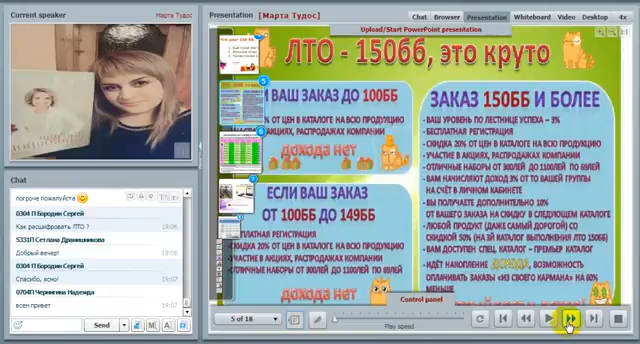 Current speaker
Марта Тудос
Chat
погроче пожалуйста
0304 П Бородин Сергей
Как расшифровать ЛТО ?
19:06
5331П Сетлана Дранишникова
Добрый вечер!
19:06
0304 П Бородин Сергей
Спасибо, ясно!
19:07
0704П Чернягина Надежда
всем привет
19:07
Send
Presentation [Марта Тудос]
Chat
Browser
Presentation
Whiteboard
Video
Desktop
4x
Upload/Start PowerPoint presentation
5
6
ЛТО - 150бб, это круто
И ВАШ ЗАКАЗ ДО 100ББ
СКИДКА 20% ОТ ЦЕН В КАТАЛОГЕ НА ВСЮ ПРОДУКЦИЮ
УЧАСТИЕ В АКЦИЯХ, РАСПРОДАЖАХ КОМПАНИИ
дохода нет
ЕСЛИ ВАШ ЗАКАЗ
ОТ 100ББ ДО 149ББ
БЕСПЛАТНАЯ РЕГИСТРАЦИЯ
СКИДКА 20% ОТ ЦЕН В КАТАЛОГЕ НА ВСЮ ПРОДУКЦИЮ
-УЧАСТИЕ В АКЦИЯХ, РАСПРОДАЖАХ КОМПАНИИ
-ОТЛИЧНЫЕ НАБОРЫ ОТ 300ЛЕЙ ДО 1100ЛЕЙ ПО 69ЛЕЙ
дохода нет
ЗАКАЗ 150ББ И БОЛЕЕ
- ВАШ УРОВЕНЬ ПО ЛЕСТНИЦЕ УСПЕХА – 3%
- БЕСПЛАТНАЯ РЕГИСТРАЦИЯ
- СКИДКА 20% ОТ ЦЕН В КАТАЛОГЕ НА ВСЮ ПРОДУКЦИЮ
- УЧАСТИЕ В АКЦИЯХ, РАСПРОДАЖАХ КОМПАНИИ
- ОТЛИЧНЫЕ НАБОРЫ ОТ 300ЛЕЙ ДО 1100ЛЕЙ ПО 69ЛЕЙ
- ВАМ НАЧИСЛЯЮТ ДОХОД 3% ОТ ТО ВАШЕЙ ГРУППЫ
НА СЧЁТ В ЛИЧНОМ КАБИНЕТЕ
- ВЫ ПОЛУЧАЕТЕ ДОПОЛНИТЕЛЬНО 10%
ОТ ВАШЕГО ЗАКАЗА НА СКИДКУ В СЛЕДУЮЩЕМ КАТАЛОГЕ
- ЛЮБОЙ ПРОДУКТ (ДАЖЕ САМЫЙ ДОРОГОЙ) СО
СКИДКОЙ 50% (НА ЭЙ КАТАЛОГ ВЫПОЛНЕНИЯ ЛТО 150ББ)
- ВАМ ДОСТУПЕН СПЕЦ. КАТАЛОГ – ПРЕМЬЕР КАТАЛОГ
- ИДЁТ НАКОПЛЕНИЕ ДОХОДА, ВОЗМОЖНОСТЬ
ОПЛАЧИВАТЬ ЗАКАЗЫ «ИЗ СВОЕГО КАРМАНА» НА 60%
МЕНЬШЕ
Control panel
5 of 18
Play speed